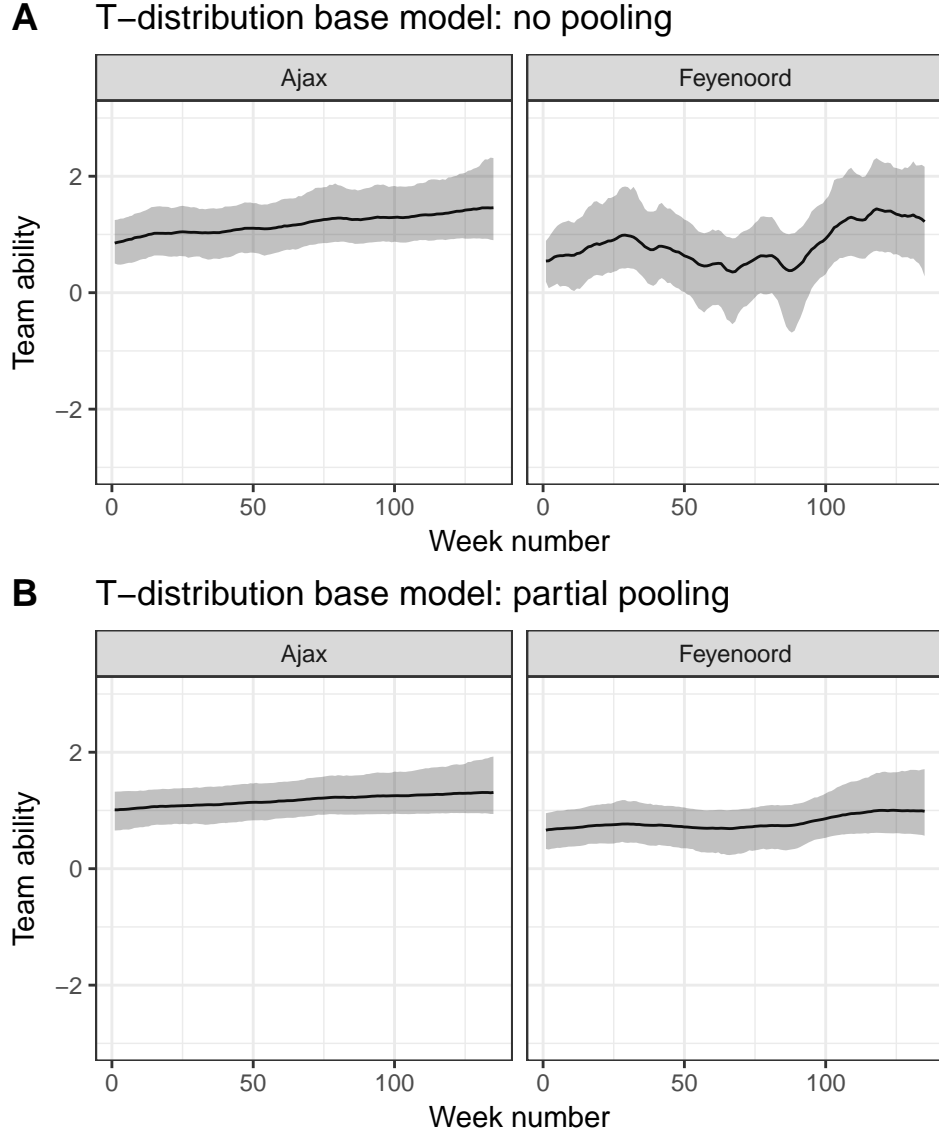 A T−distribution base model: no pooling
Ajax Feyenoord
Team ability
2
0
−2
0 50 100 0 50 100
Week number
B T−distribution base model: partial pooling
Ajax Feyenoord
Team ability
2
0
−2
0 50 100 0 50 100
Week number